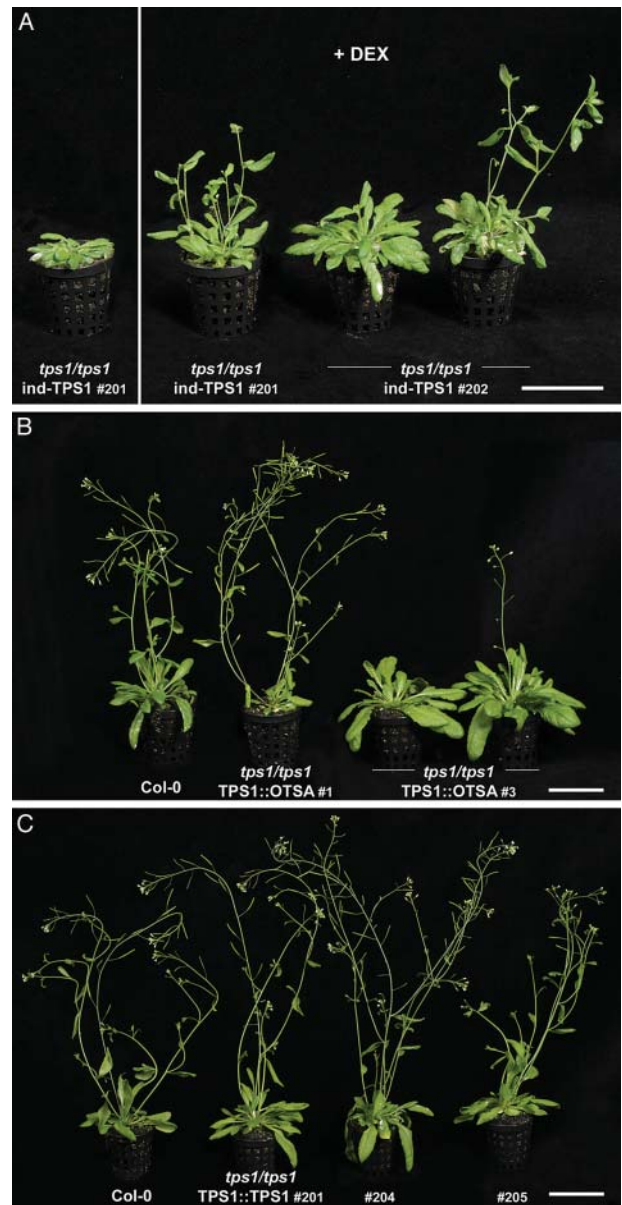 A
+ DEX
tps1/tps1
ind-TPS1 #201
tps1/tps1
ind-TPS1 #201
tps1/tps1
ind-TPS1 #202
B
Col-0
tps1/tps1
TPS1::OTSA #1
tps1/tps1
TPS1::OTSA #3
C
Col-0
tps1/tps1
TPS1::TPS1 #201
#204
#205